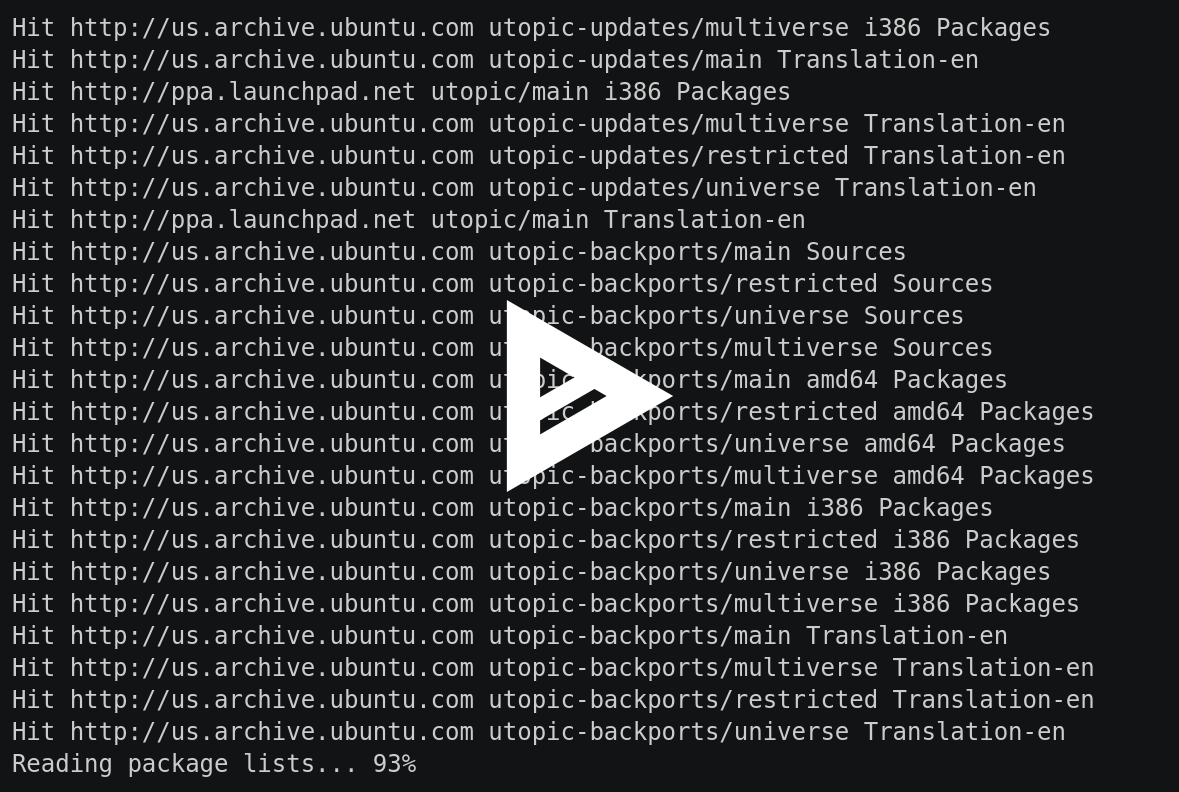 Hit http://us.archive.ubuntu.com utopic-updates/multiverse i386 Packages
Hit http://us.archive.ubuntu.com utopic-updates/main Translation-en
Hit http://ppa.launchpad.net utopic/main i386 Packages
Hit http://us.archive.ubuntu.com utopic-updates/multiverse Translation-en
Hit http://us.archive.ubuntu.com utopic-updates/restricted Translation-en
Hit http://us.archive.ubuntu.com utopic-updates/universe Translation-en
Hit http://ppa.launchpad.net utopic/main Translation-en
Hit http://us.archive.ubuntu.com utopic-backports/main Sources
Hit http://us.archive.ubuntu.com utopic-backports/restricted Sources
Hit http://us.archive.ubuntu.com utopic-backports/universe Sources
Hit http://us.archive.ubuntu.com utopic-backports/multiverse Sources
Hit http://us.archive.ubuntu.com utopic-backports/main amd64 Packages
Hit http://us.archive.ubuntu.com utopic-backports/restricted amd64 Packages
Hit http://us.archive.ubuntu.com utopic-backports/universe amd64 Packages
Hit http://us.archive.ubuntu.com utopic-backports/multiverse amd64 Packages
Hit http://us.archive.ubuntu.com utopic-backports/main i386 Packages
Hit http://us.archive.ubuntu.com utopic-backports/restricted i386 Packages
Hit http://us.archive.ubuntu.com utopic-backports/universe i386 Packages
Hit http://us.archive.ubuntu.com utopic-backports/multiverse i386 Packages
Hit http://us.archive.ubuntu.com utopic-backports/main Translation-en
Hit http://us.archive.ubuntu.com utopic-backports/multiverse Translation-en
Hit http://us.archive.ubuntu.com utopic-backports/restricted Translation-en
Hit http://us.archive.ubuntu.com utopic-backports/universe Translation-en
Reading package lists... 93%